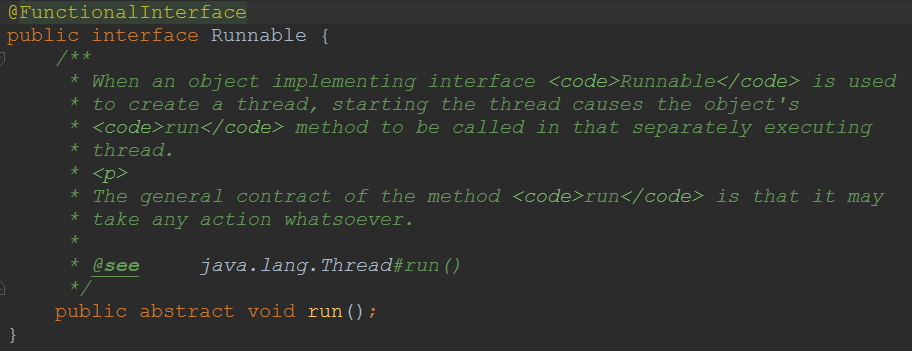 @FunctionalInterface
public interface Runnable {
/**
* When an object implementing interface <code>Runnable</code> is used
* to create a thread, starting the thread causes the object's
* <code>run</code> method to be called in that separately executing
* thread.
* <p>
* The general contract of the method <code>run</code> is that it may
* take any action whatsoever.
*
* @see     java.lang.Thread#run()
*/
public abstract void run();
}